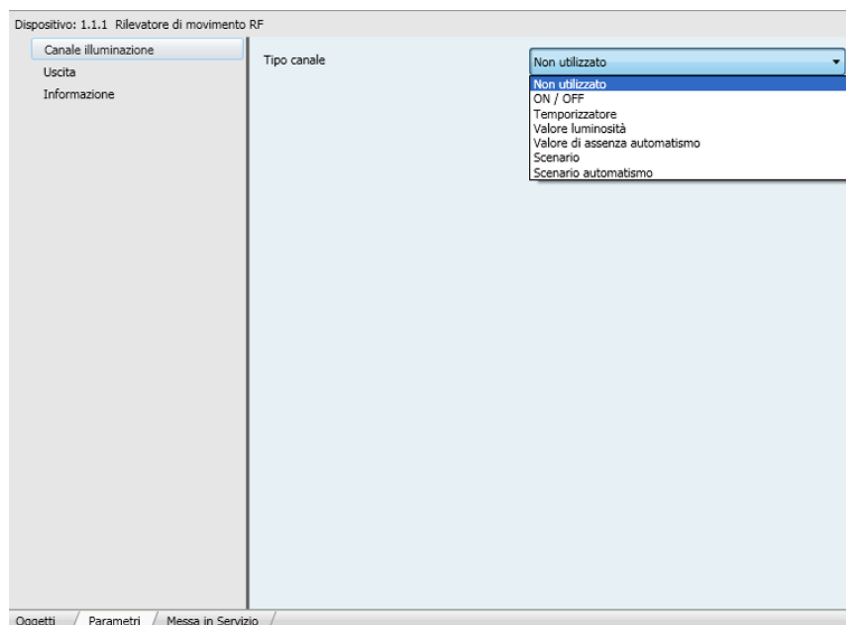 Dispositivo: 1.1.1 Rilevatore di movimento RF
Canale illuminazione
Uscita
Informazione
Tipo canale
Non utilizzato
Non utilizzato
ON / OFF
Temporizzatore
Valore luminosità
Valore di assenza automatismo
Scenario
Scenario automatismo
Oggetti / Parametri / Messa in Servizio /